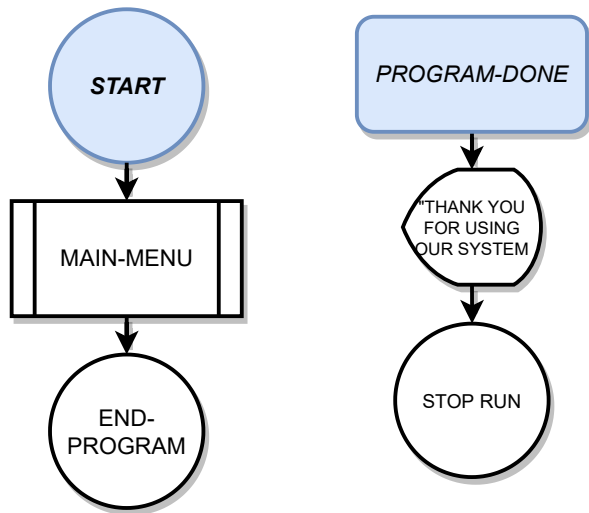 START
MAIN-MENU
END-
PROGRAM
PROGRAM-DONE
"THANK YOU
FOR USING
OUR SYSTEM
STOP RUN